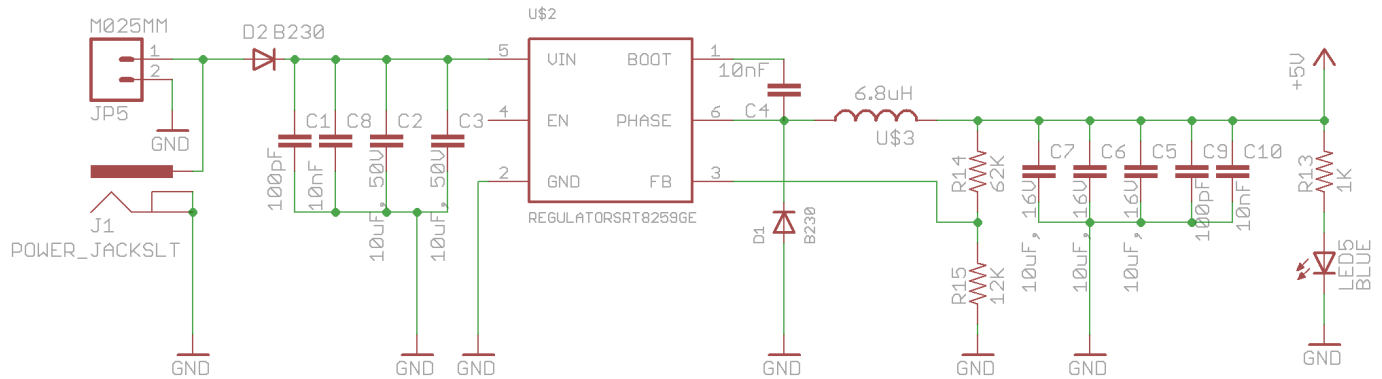 U$2
M025MM
1
2
JP5
GND
D2 B230
J1
POWER_JACKSLT
GND
C1
100pF
C8
10nF
C2
10uF, 50V
C3
10uF, 50V
GND
5
VIN
4
EN
2
GND
BOOT
1
PHASE
6
FB
3
REGULATORSRT8259GE
GND
10nF
C4
D1
B230
GND
6.8uH
U$3
R14
62K
R15
12K
GND
C7
10uF, 16V
C6
10uF, 16V
C5
10uF, 16V
C9
100pF
C10
10nF
GND
+5V
R13
1K
LED5
BLUE
GND